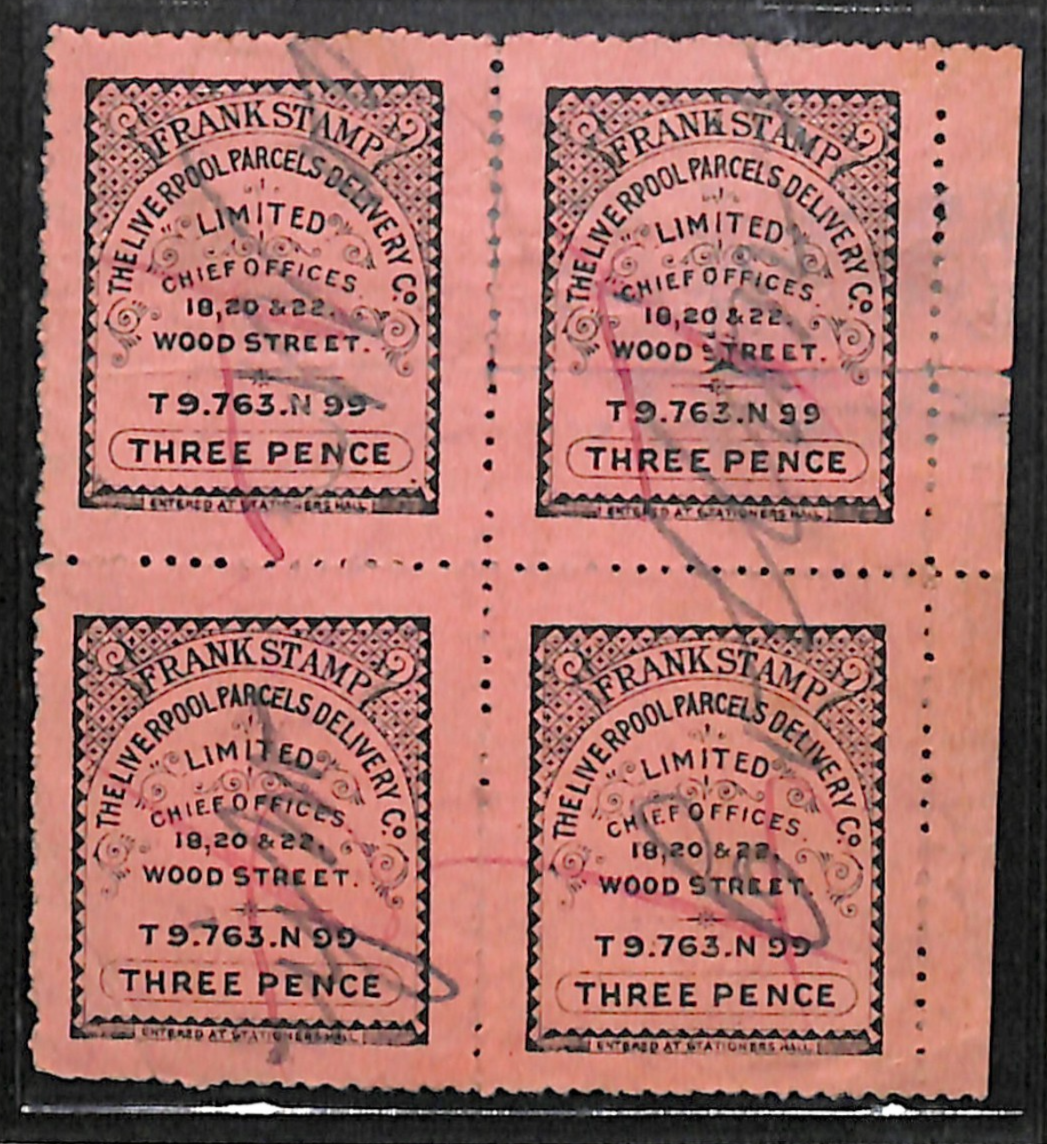 FRANK STAMP
THE LIVERPOOL PARCELS DELIVERY Co
LIMITED
CHIEF OFFICES.
18, 20 & 22.
WOOD STREET.
T 9.763.N 99
THREE PENCE
ENTERED AT STATIONERS HALL
FRANK STAMP
THE LIVERPOOL PARCELS DELIVERY Co
LIMITED
CHIEF OFFICES.
18, 20 & 22.
WOOD STREET.
T 9.763.N 99
THREE PENCE
ENTERED AT STATIONERS HALL
FRANK STAMP
THE LIVERPOOL PARCELS DELIVERY Co
LIMITED
CHIEF OFFICES.
18, 20 & 22.
WOOD STREET.
T 9.763.N 99
THREE PENCE
ENTERED AT STATIONERS HALL
FRANK STAMP
THE LIVERPOOL PARCELS DELIVERY Co
LIMITED
CHIEF OFFICES.
18, 20 & 22.
WOOD STREET.
T 9.763.N 99
THREE PENCE
ENTERED AT STATIONERS HALL